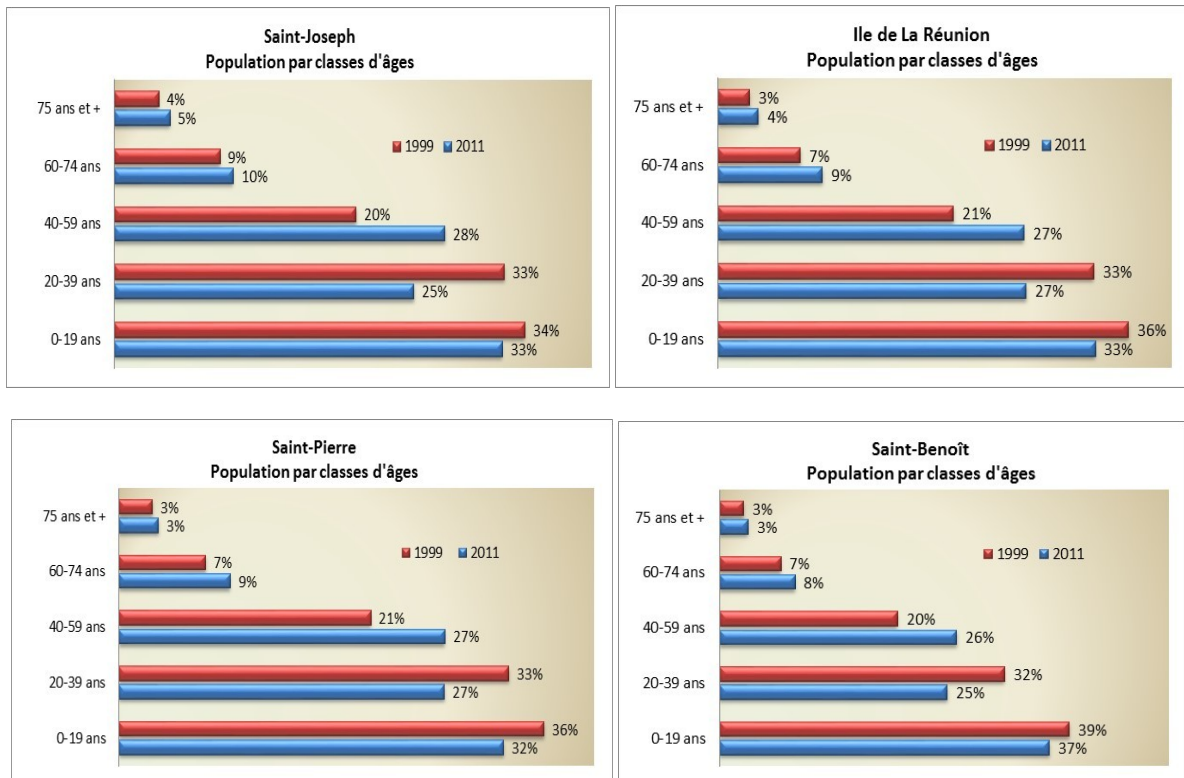 Saint-Joseph
Population par classes d'âges
1999 2011
75 ans et + 4%
5%
60-74 ans 9%
10%
40-59 ans 20%
28%
20-39 ans 33%
25%
0-19 ans 34%
33%
Ile de La Réunion
Population par classes d'âges
1999 2011
75 ans et + 3%
4%
60-74 ans 7%
9%
40-59 ans 21%
27%
20-39 ans 33%
27%
0-19 ans 36%
33%
Saint-Pierre
Population par classes d'âges
1999 2011
75 ans et + 3%
3%
60-74 ans 7%
9%
40-59 ans 21%
27%
20-39 ans 33%
27%
0-19 ans 36%
32%
Saint-Benoît
Population par classes d'âges
1999 2011
75 ans et + 3%
3%
60-74 ans 7%
8%
40-59 ans 20%
26%
20-39 ans 32%
25%
0-19 ans 39%
37%